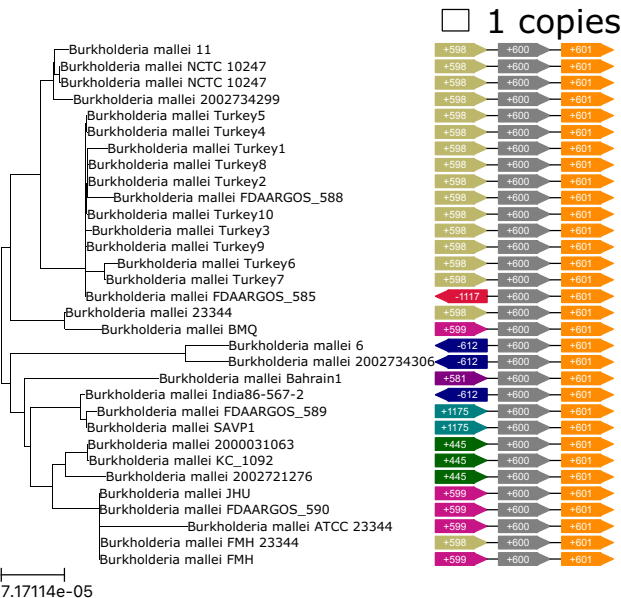 1 copies
Burkholderia mallei 11 +598 +600 +601
Burkholderia mallei NCTC 10247 +598 +600 +601
Burkholderia mallei NCTC 10247 +598 +600 +601
Burkholderia mallei 2002734299 +598 +600 +601
Burkholderia mallei Turkey5 +598 +600 +601
Burkholderia mallei Turkey4 +598 +600 +601
Burkholderia mallei Turkey1 +598 +600 +601
Burkholderia mallei Turkey8 +598 +600 +601
Burkholderia mallei Turkey2 +598 +600 +601
Burkholderia mallei FDAARGOS_588 +598 +600 +601
Burkholderia mallei Turkey10 +598 +600 +601
Burkholderia mallei Turkey3 +598 +600 +601
Burkholderia mallei Turkey9 +598 +600 +601
Burkholderia mallei Turkey6 +598 +600 +601
Burkholderia mallei Turkey7 +598 +600 +601
Burkholderia mallei FDAARGOS_585 -1117 +600 +601
Burkholderia mallei 23344 +598 +600 +601
Burkholderia mallei BMQ +599 +600 +601
Burkholderia mallei 6 -612 +600 +601
Burkholderia mallei 2002734306 -612 +600 +601
Burkholderia mallei Bahrain1 +581 +600 +601
Burkholderia mallei India86-567-2 -612 +600 +601
Burkholderia mallei FDAARGOS_589 +1175 +600 +601
Burkholderia mallei SAVP1 +1175 +600 +601
Burkholderia mallei 2000031063 +445 +600 +601
Burkholderia mallei KC_1092 +445 +600 +601
Burkholderia mallei 2002721276 +445 +600 +601
Burkholderia mallei JHU +599 +600 +601
Burkholderia mallei FDAARGOS_590 +599 +600 +601
Burkholderia mallei ATCC 23344 +599 +600 +601
Burkholderia mallei FMH 23344 +598 +600 +601
Burkholderia mallei FMH +599 +600 +601
7.17114e-05